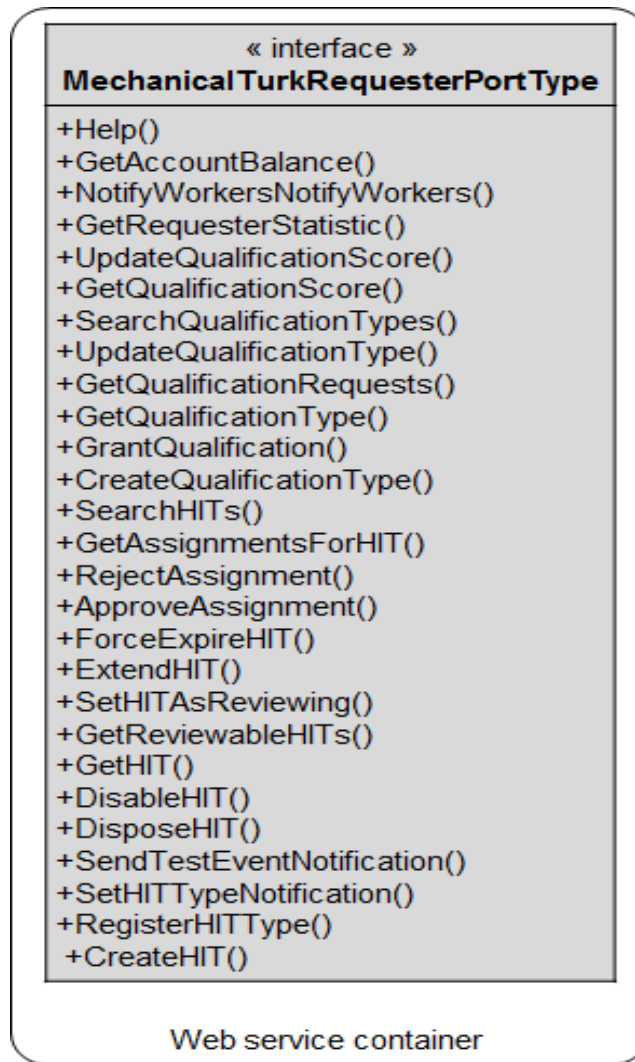 « interface »
MechanicalTurkRequesterPortType
+Help()
+GetAccountBalance()
+NotifyWorkersNotifyWorkers()
+GetRequesterStatistic()
+UpdateQualificationScore()
+GetQualificationScore()
+SearchQualificationTypes()
+UpdateQualificationType()
+GetQualificationRequests()
+GetQualificationType()
+GrantQualification()
+CreateQualificationType()
+SearchHITs()
+GetAssignmentsForHIT()
+RejectAssignment()
+ApproveAssignment()
+ForceExpireHIT()
+ExtendHIT()
+SetHITAsReviewing()
+GetReviewableHITs()
+GetHIT()
+DisableHIT()
+DisposeHIT()
+SendTestEventNotification()
+SetHITTypeNotification()
+RegisterHITType()
+CreateHIT()
Web service container